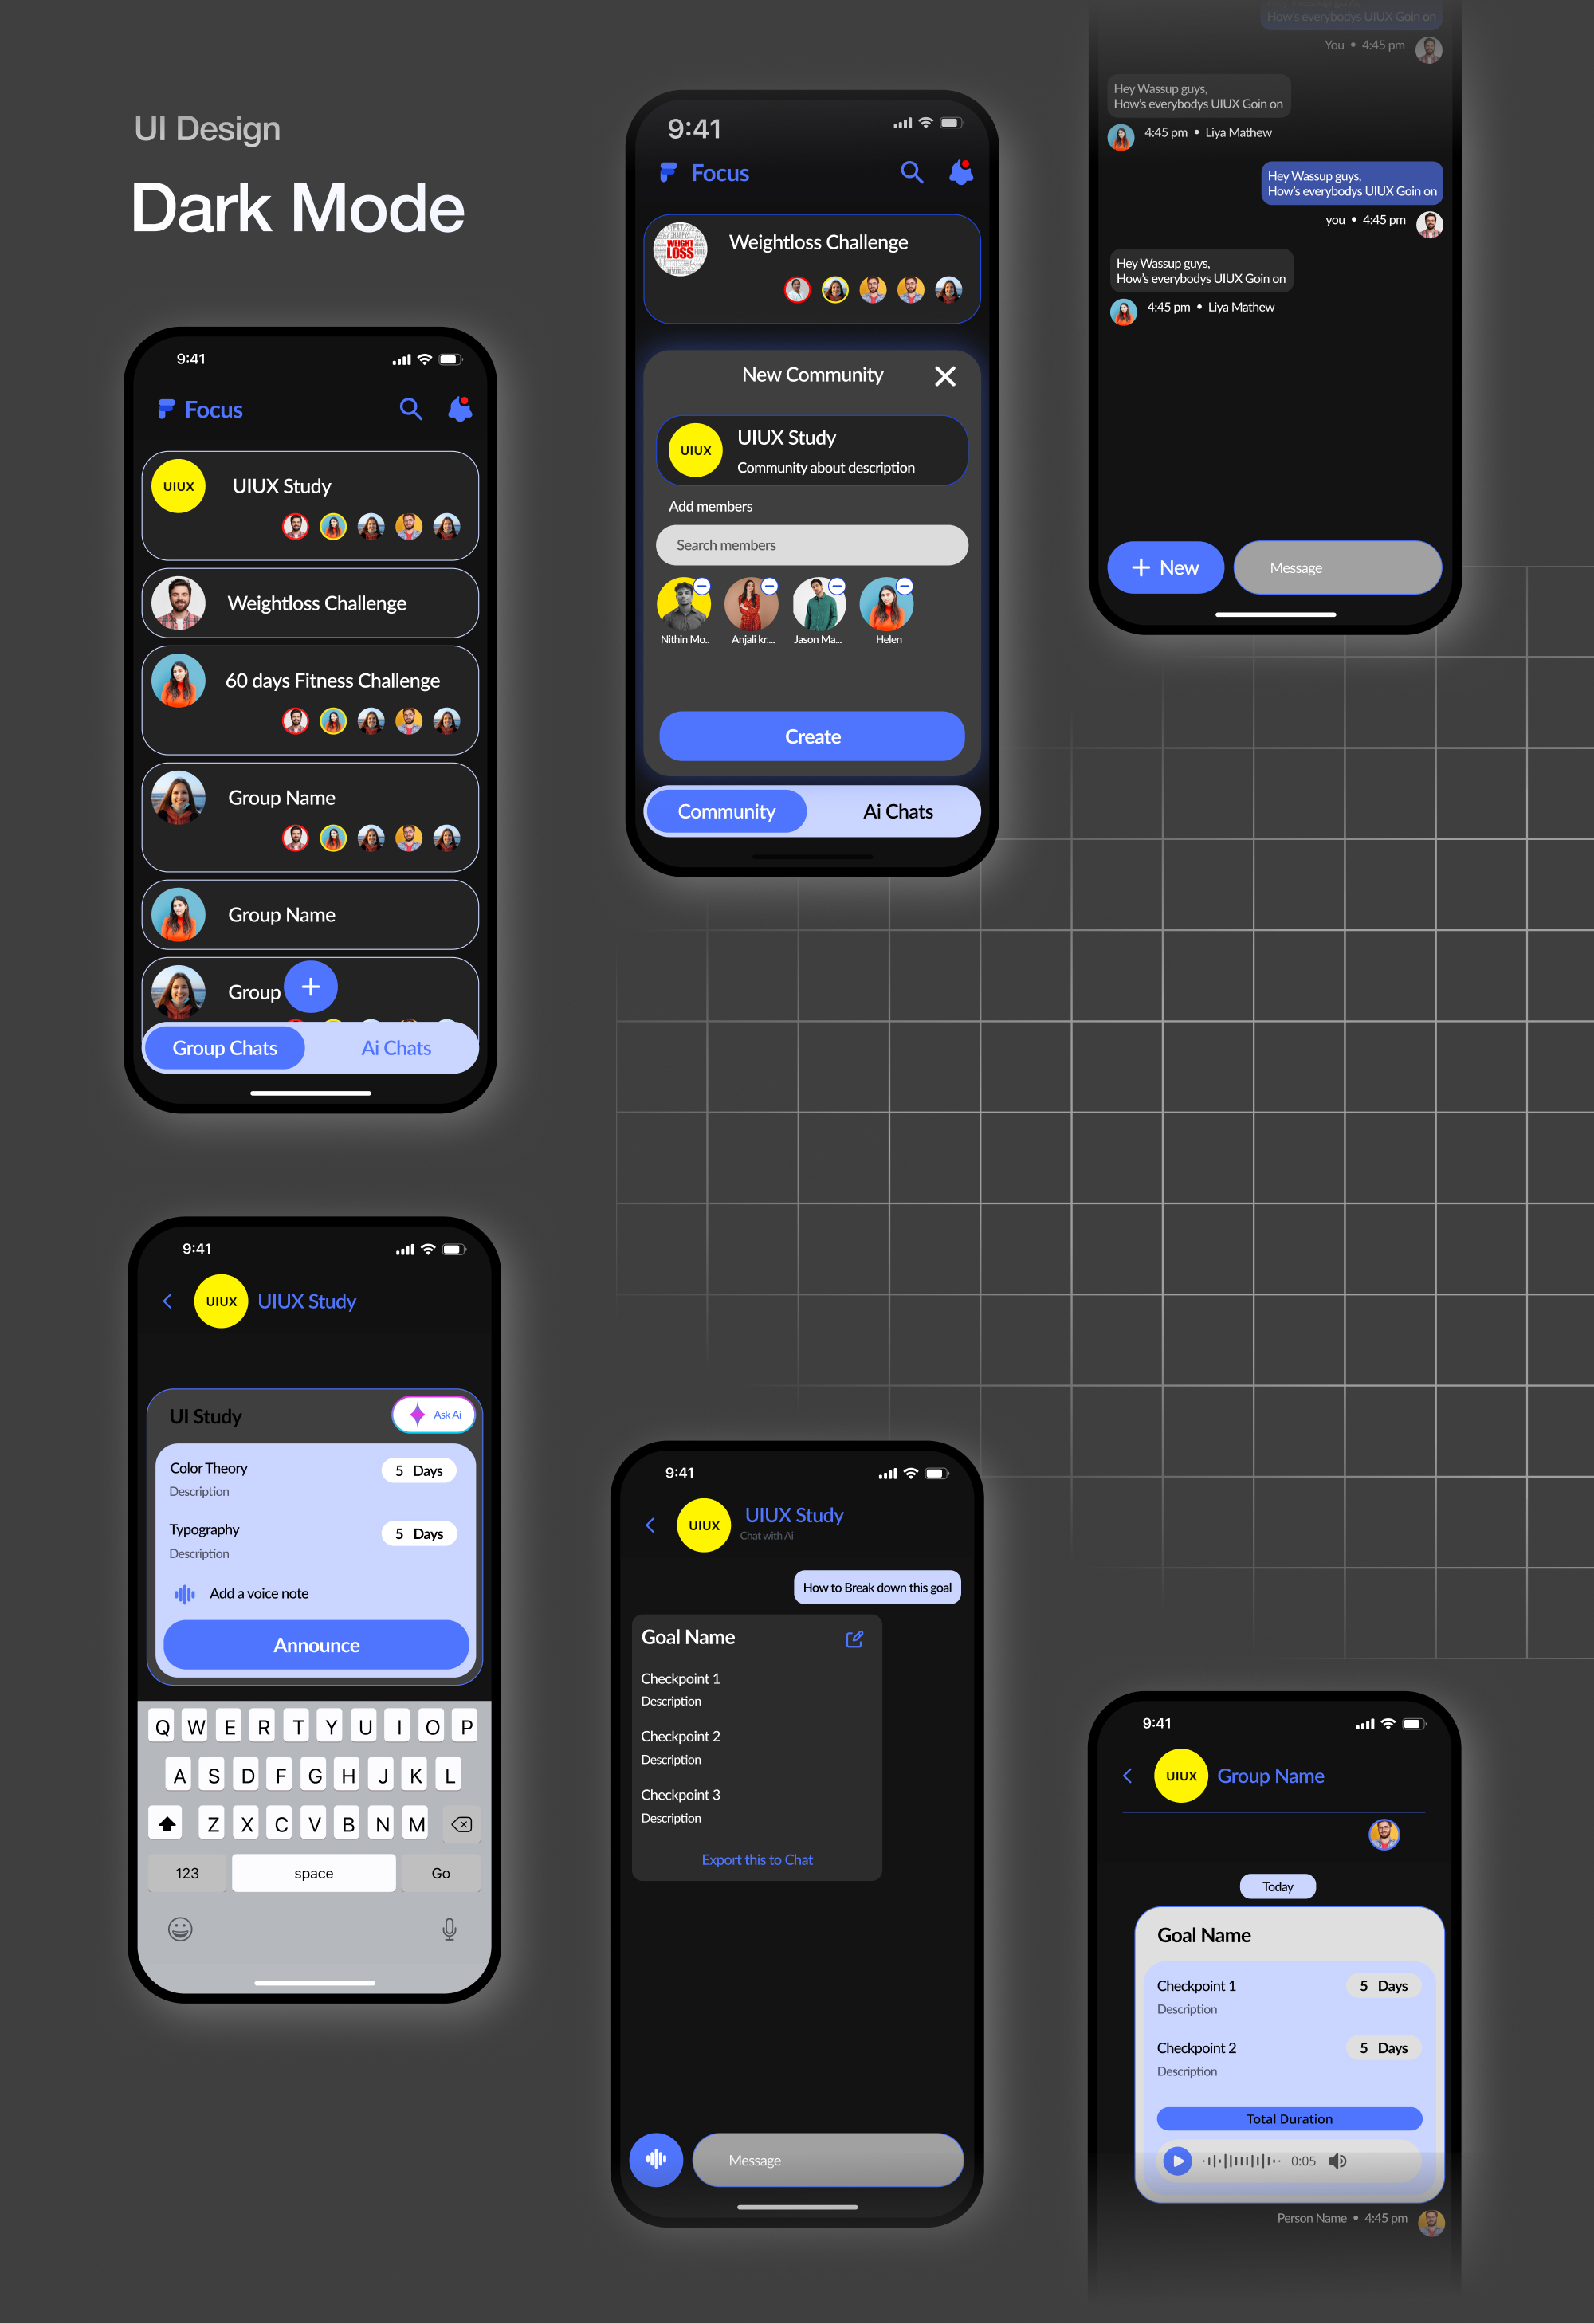 UI Design
Dark Mode
9:41
Focus
UIUX
UIUX Study
Weightloss Challenge
60 days Fitness Challenge
Group Name
Group Name
Group
Group Chats
Ai Chats
9:41
Focus
WEIGHT
LOSS
Weightloss Challenge
New Community
UIUX
UIUX Study
Community about description
Add members
Search members
Nithin Mo..
Anjali kr....
Jason Ma...
Helen
Create
Community
Ai Chats
How's everybodys UIUX Goin on
You • 4:45 pm
Hey Wassup guys,
How's everybodys UIUX Goin on
4:45 pm • Liya Mathew
Hey Wassup guys,
How's everybodys UIUX Goin on
you • 4:45 pm
Hey Wassup guys,
How's everybodys UIUX Goin on
4:45 pm • Liya Mathew
+ New
Message
9:41
UIUX
UIUX Study
UI Study
Ask Ai
Color Theory
5 Days
Description
Typography
5 Days
Description
Add a voice note
Announce
Q W E R T Y U I O P
A S D F G H J K L
Z X C V B N M
123
space
Go
9:41
UIUX
UIUX Study
Chat with Ai
How to Break down this goal
Goal Name
Checkpoint 1
Description
Checkpoint 2
Description
Checkpoint 3
Description
Export this to Chat
Message
9:41
UIUX
Group Name
Today
Goal Name
Checkpoint 1
5 Days
Description
Checkpoint 2
5 Days
Description
Total Duration
0:05
Person Name • 4:45 pm